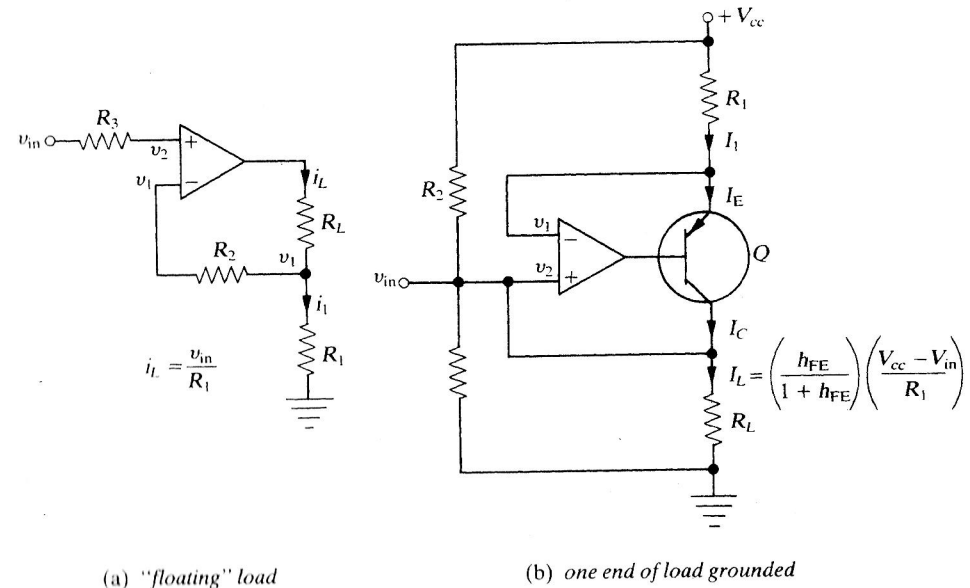 + V_cc
R_1
I_1
I_E
R_2
v_1
−
v_2
+
v_in
Q
I_C
I_L = (h_FE / 1 + h_FE) (V_cc − V_in / R_1)
R_L
(b) one end of load grounded
v_in
R_3
v_2
+
v_1
−
i_L
R_L
R_2
v_1
i_1
R_1
i_L = v_in / R_1
(a) "floating" load